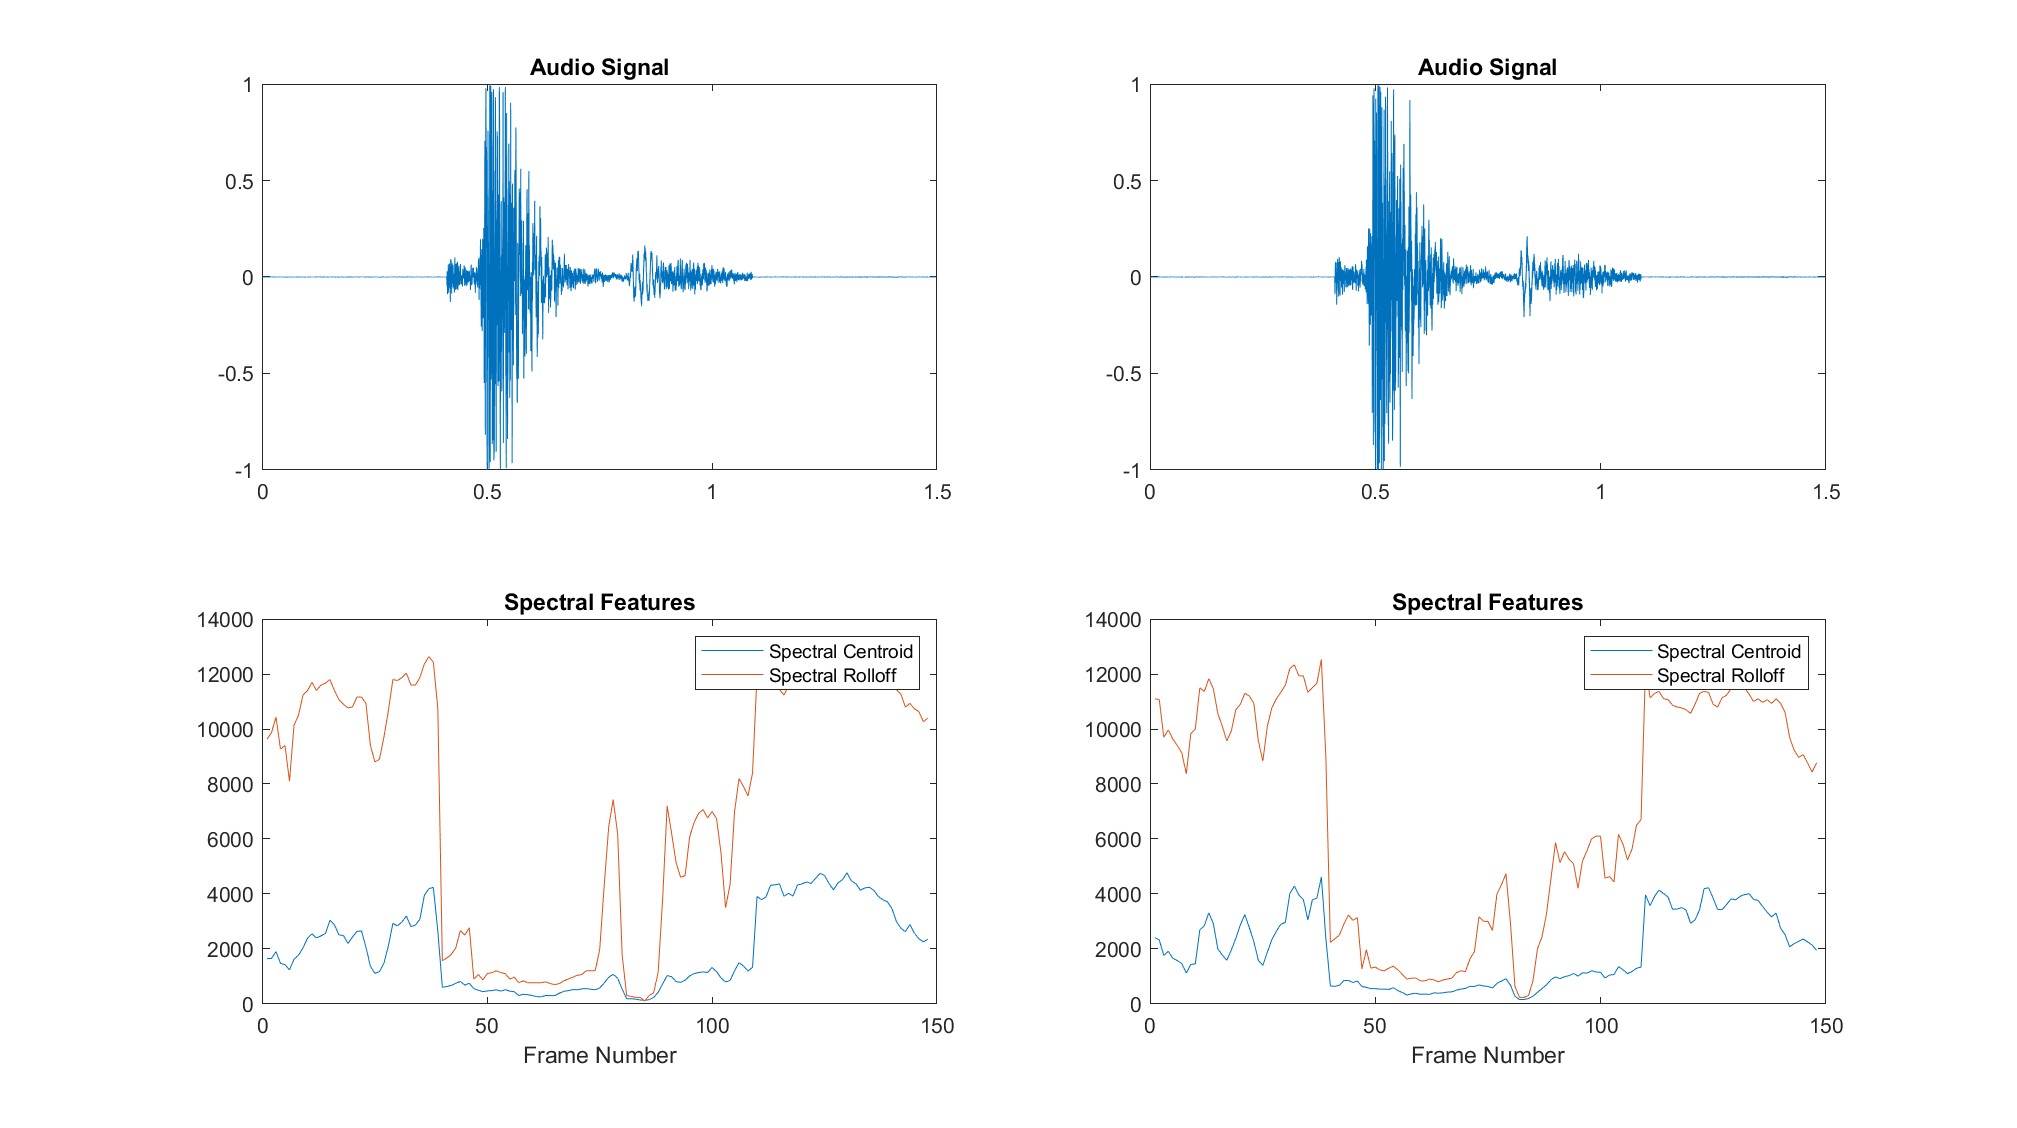 Audio Signal
1
0.5
0
-0.5
-1
0 0.5 1 1.5
Audio Signal
1
0.5
0
-0.5
-1
0 0.5 1 1.5
Spectral Features
14000
12000
10000
8000
6000
4000
2000
0
Spectral Centroid
Spectral Rolloff
0 50 100 150
Frame Number
Spectral Features
14000
12000
10000
8000
6000
4000
2000
0
Spectral Centroid
Spectral Rolloff
0 50 100 150
Frame Number